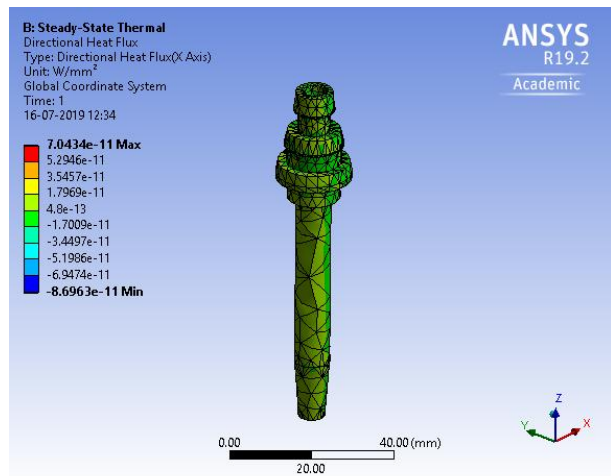 B: Steady-State Thermal
Directional Heat Flux
Type: Directional Heat Flux(X Axis)
Unit: W/mm²
Global Coordinate System
Time: 1
16-07-2019 12:34
7.0434e-11 Max
5.2946e-11
3.5457e-11
1.7969e-11
4.8e-13
-1.7009e-11
-3.4497e-11
-5.1986e-11
-6.9474e-11
-8.6963e-11 Min
ANSYS
R19.2
Academic
0.00
40.00 (mm)
20.00
Z
Y
X